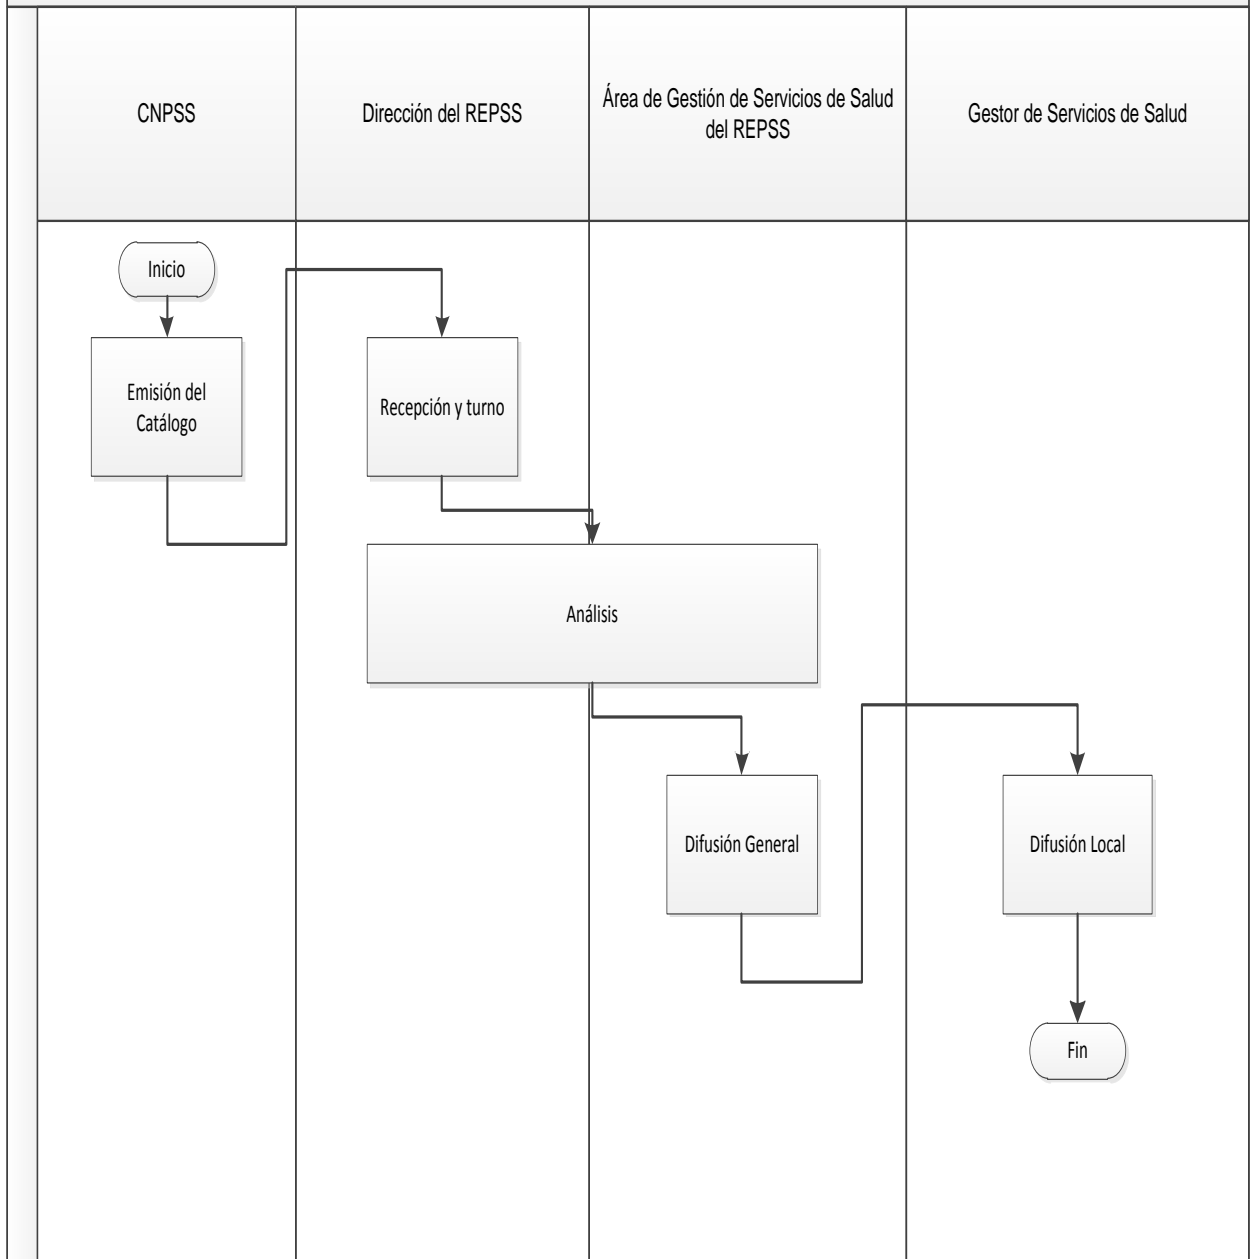 CNPSS
Dirección del REPSS
Área de Gestión de Servicios de Salud
del REPSS
Gestor de Servicios de Salud
Inicio
Emisión del
Catálogo
Recepción y turno
Análisis
Difusión General
Difusión Local
Fin